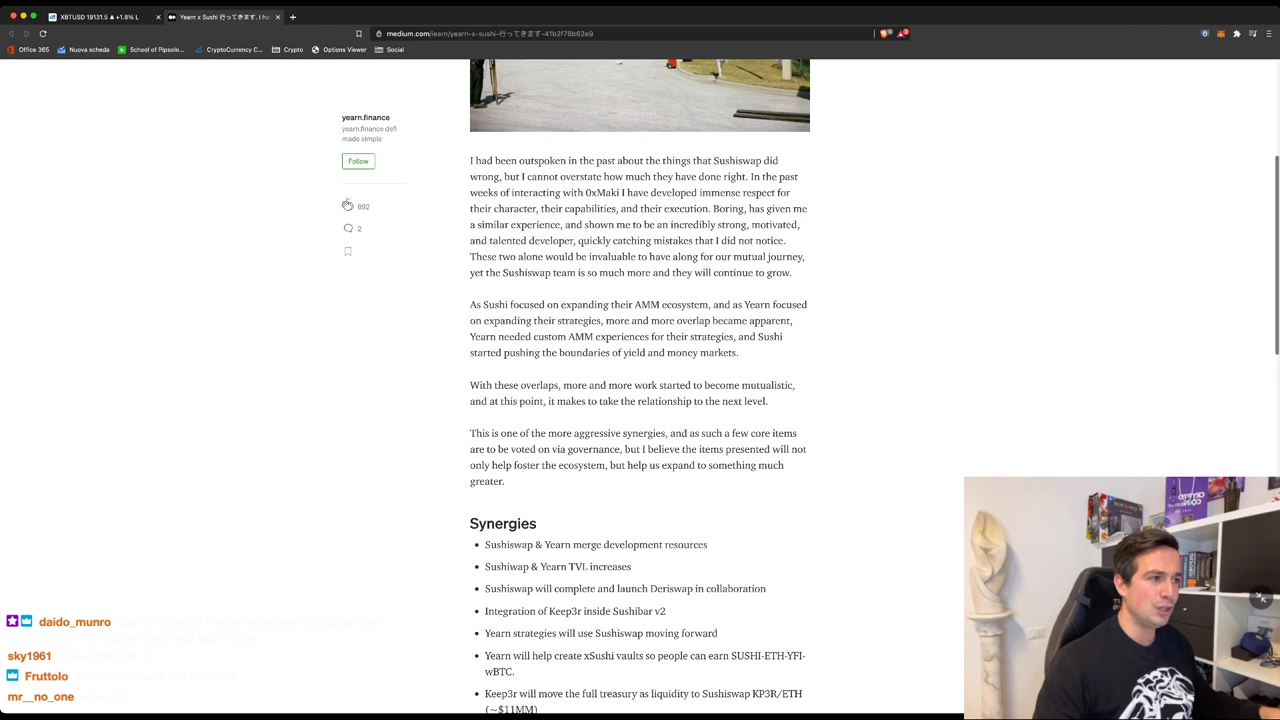 XBTUSD 19131.5 ▲ +1.8% L
Yearn x Sushi 行ってきます. I ha
medium.com/iearn/yearn-x-sushi-行ってきます-41b2f78b62e9
Office 365
Nuova scheda
School of Pipsolo...
CryptoCurrency C...
Crypto
Options Viewer
Social
yearn.finance
yearn.finance defi
made simple
Follow
892
2
I had been outspoken in the past about the things that Sushiswap did
wrong, but I cannot overstate how much they have done right. In the past
weeks of interacting with 0xMaki I have developed immense respect for
their character, their capabilities, and their execution. Boring, has given me
a similar experience, and shown me to be an incredibly strong, motivated,
and talented developer, quickly catching mistakes that I did not notice.
These two alone would be invaluable to have along for our mutual journey,
yet the Sushiswap team is so much more and they will continue to grow.
As Sushi focused on expanding their AMM ecosystem, and as Yearn focused
on expanding their strategies, more and more overlap became apparent,
Yearn needed custom AMM experiences for their strategies, and Sushi
started pushing the boundaries of yield and money markets.
With these overlaps, more and more work started to become mutualistic,
and at this point, it makes to take the relationship to the next level.
This is one of the more aggressive synergies, and as such a few core items
are to be voted on via governance, but I believe the items presented will not
only help foster the ecosystem, but help us expand to something much
greater.
Synergies
Sushiswap & Yearn merge development resources
Sushiwap & Yearn TVL increases
Sushiswap will complete and launch Deriswap in collaboration
Integration of Keep3r inside Sushibar v2
Yearn strategies will use Sushiswap moving forward
Yearn will help create xSushi vaults so people can earn SUSHI-ETH-YFI-
wBTC.
Keep3r will move the full treasury as liquidity to Sushiswap KP3R/ETH
(~$11MM)
daido_munro
sky1961
Fruttolo
mr__no_one